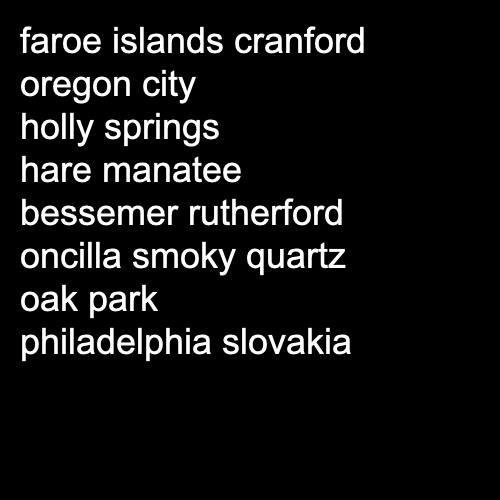 faroe islands cranford
oregon city
holly springs
hare manatee
bessemer rutherford
oncilla smoky quartz
oak park
philadelphia slovakia